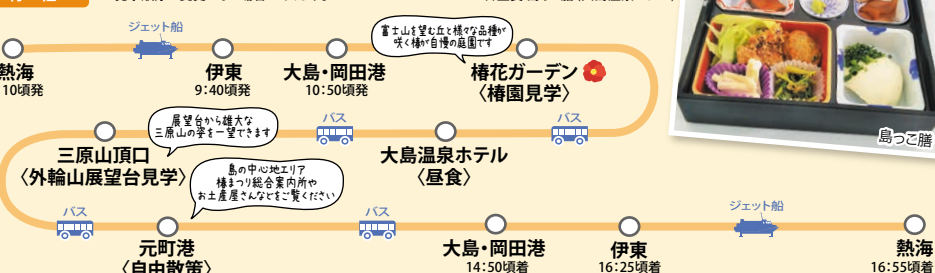 ジェット船
富士山を望む丘と様々な品種が
咲く椿が自慢の庭園です
熱海
10頃発
伊東
9:40頃発
大島・岡田港
10:50頃発
椿花ガーデン
〈椿園見学〉
島っこ膳
展望台から雄大な
三原山の姿を一望できます
バス
バス
三原山頂口
〈外輪山展望台見学〉
大島温泉ホテル
〈昼食〉
島の中心地エリア
椿まつり総合案内所や
お土産屋さんなどをご覧ください
バス
バス
ジェット船
元町港
〈自由散策〉
大島・岡田港
14:50頃着
伊東
16:25頃着
熱海
16:55頃着